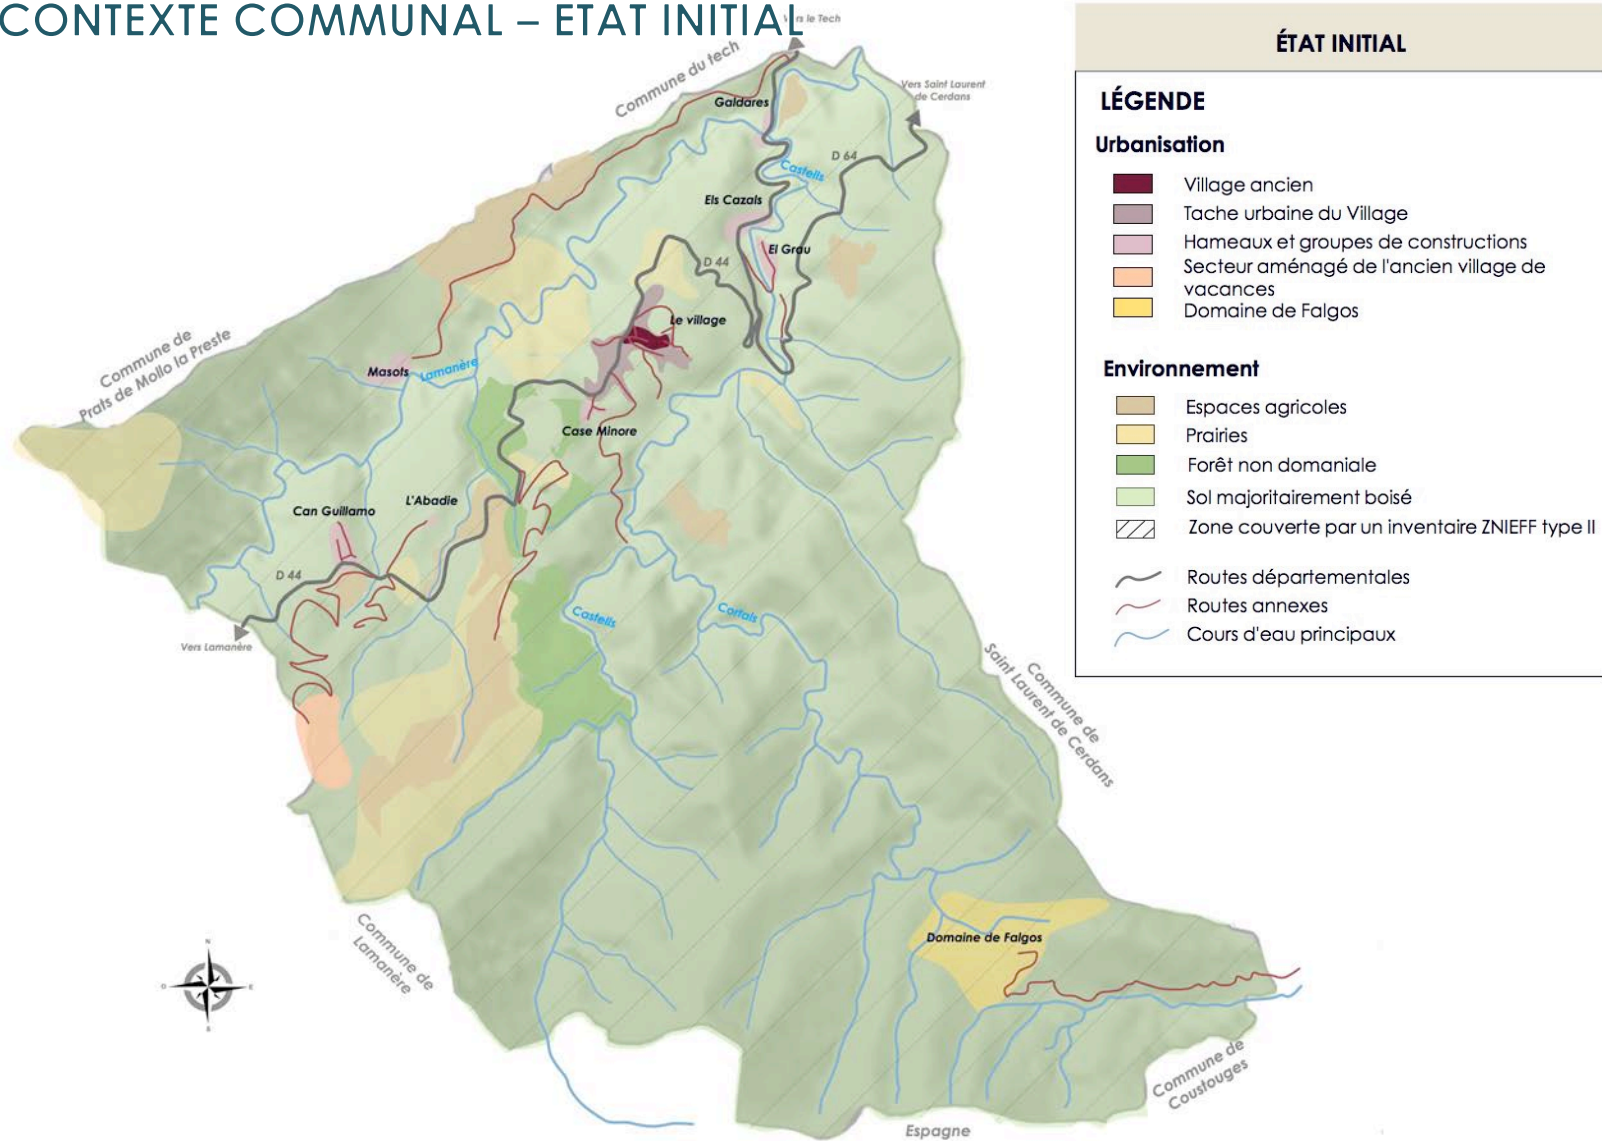 CONTEXTE COMMUNAL – ETAT INITIAL
Vers le Tech
Commune du tech
Vers Saint Laurent
de Cerdans
Galdares
D 64
Castells
Els Cazals
El Grau
D 44
Le village
Commune de
Prats de Mollo la Preste
Masots
Lamanère
Case Minore
L'Abadie
Can Guillamo
D 44
Vers Lamanère
Castells
Cortals
Commune de
Saint Laurent de Cerdans
Domaine de Falgos
Commune de
Lamanère
N
O
E
S
Commune de
Coustouges
Espagne
ÉTAT INITIAL
LÉGENDE
Urbanisation
Village ancien
Tache urbaine du Village
Hameaux et groupes de constructions
Secteur aménagé de l'ancien village de
vacances
Domaine de Falgos
Environnement
Espaces agricoles
Prairies
Forêt non domaniale
Sol majoritairement boisé
Zone couverte par un inventaire ZNIEFF type II
Routes départementales
Routes annexes
Cours d'eau principaux